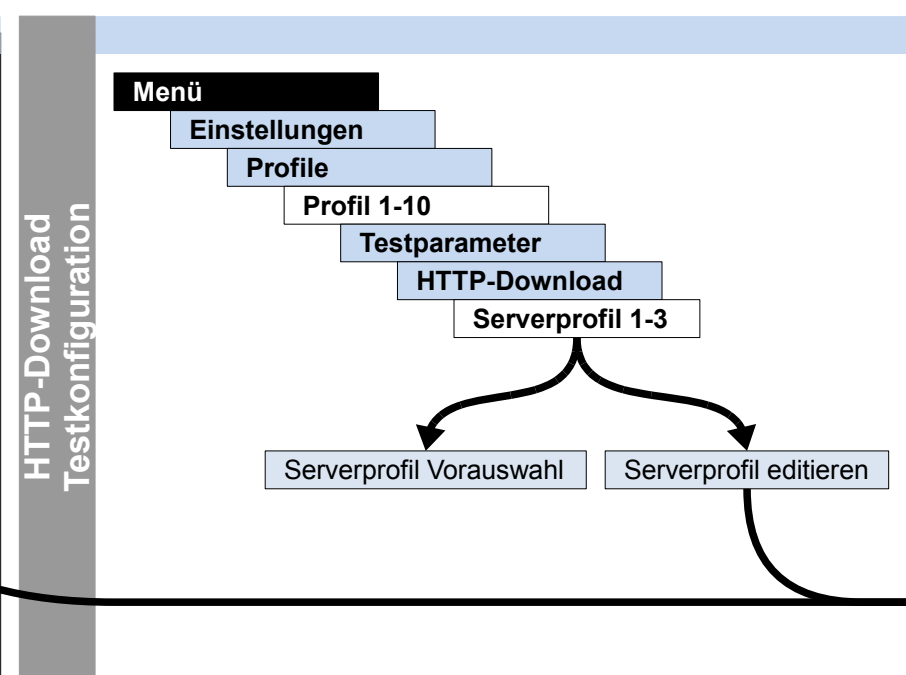 HTTP-Download
Testkonfiguration
Menü
Einstellungen
Profile
Profil 1-10
Testparameter
HTTP-Download
Serverprofil 1-3
Serverprofil Vorauswahl
Serverprofil editieren